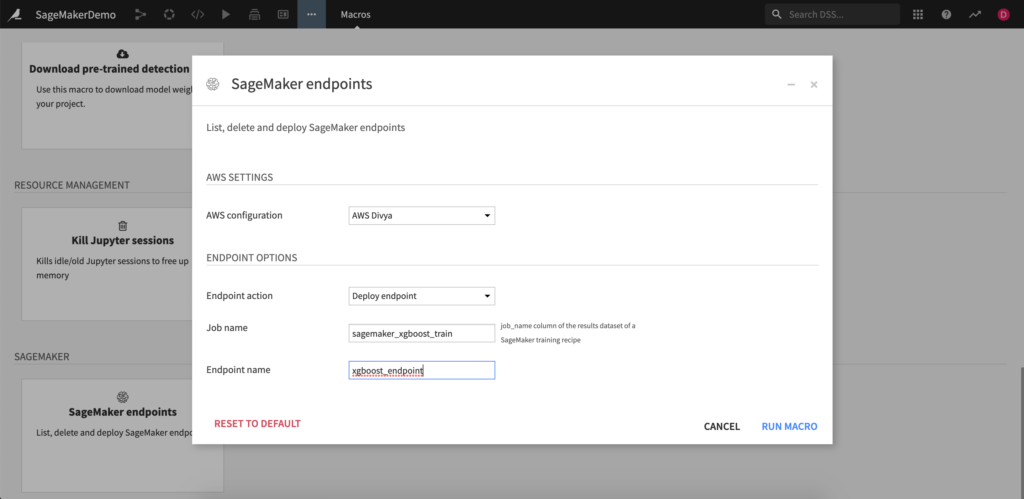 SageMakerDemo
Macros
Search DSS...
D
Download pre-trained detection
Use this macro to download model weigh
your project.
RESOURCE MANAGEMENT
Kill Jupyter sessions
Kills idle/old Jupyter sessions to free up
memory
SAGEMAKER
SageMaker endpoints
List, delete and deploy SageMaker endpo
SageMaker endpoints
List, delete and deploy SageMaker endpoints
AWS SETTINGS
AWS configuration
AWS Divya
ENDPOINT OPTIONS
Endpoint action
Deploy endpoint
Job name
sagemaker_xgboost_train
job_name column of the results dataset of a
SageMaker training recipe
Endpoint name
xgboost_endpoint
RESET TO DEFAULT
CANCEL
RUN MACRO